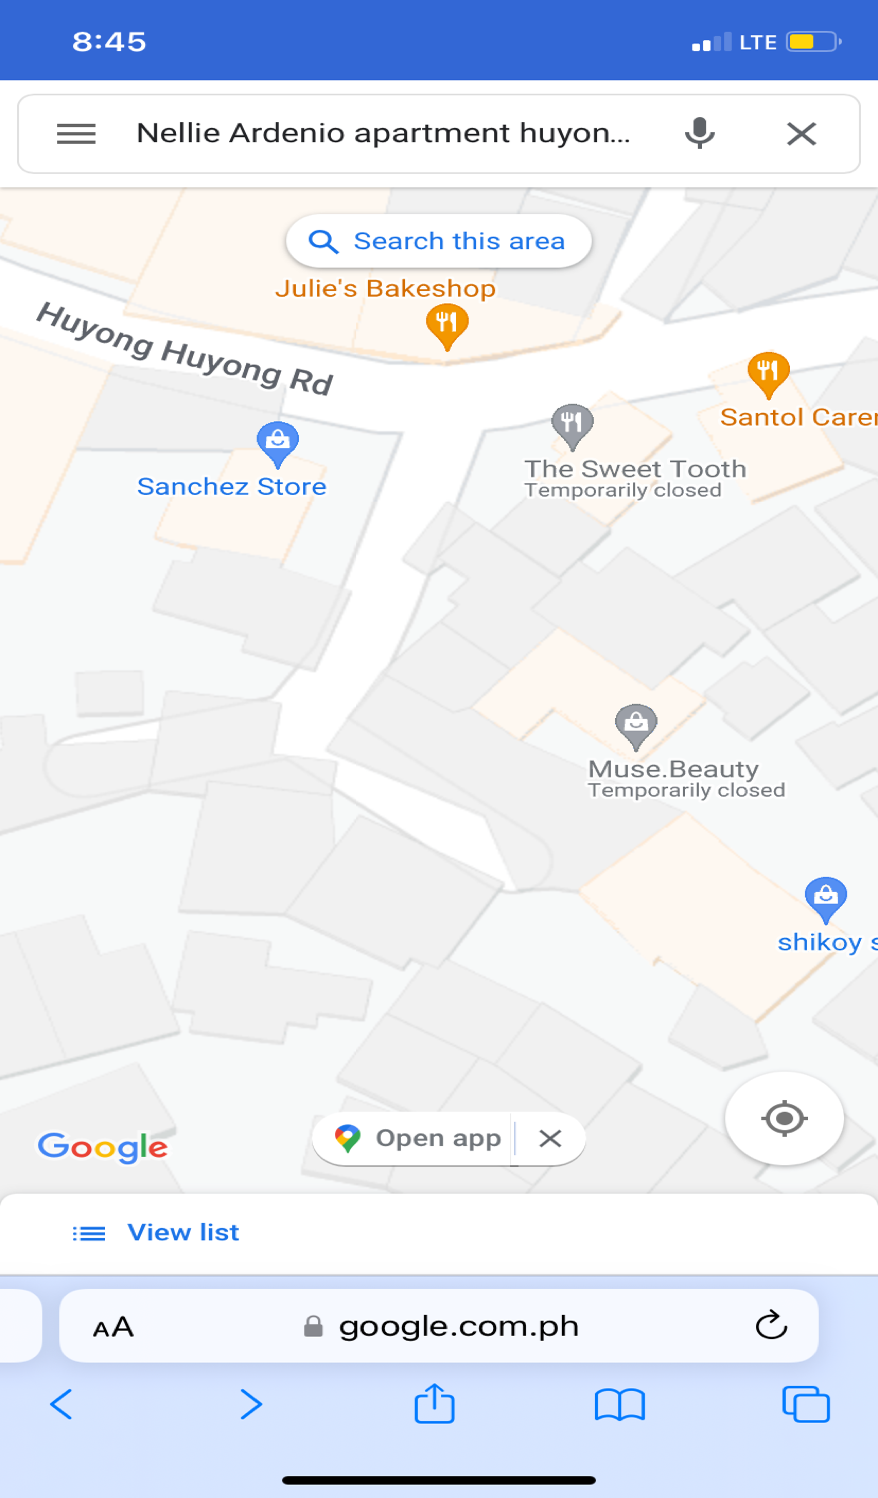 8:45
LTE
Nellie Ardenio apartment huyon...
Search this area
Julie's Bakeshop
Huyong Huyong Rd
Santol Carer
The Sweet Tooth
Temporarily closed
Sanchez Store
Muse.Beauty
Temporarily closed
shikoy s
Google
Open app
View list
AA
google.com.ph